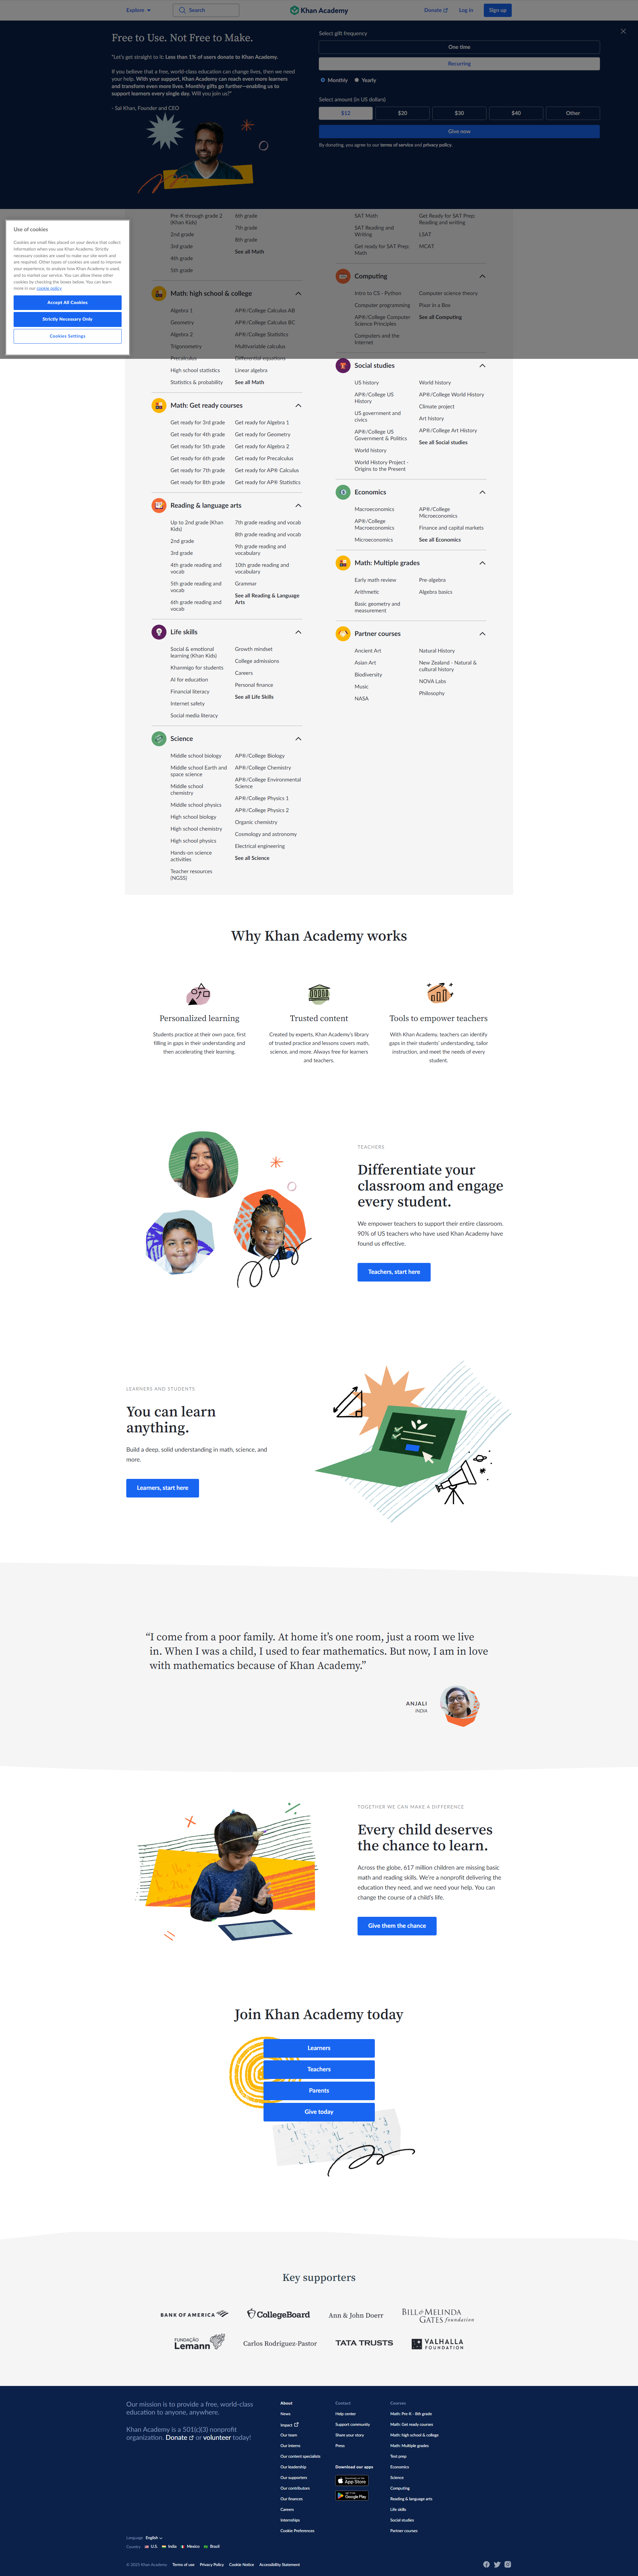 Explore
Search
Khan Academy
Donate
Log in
Sign up
Free to Use. Not Free to Make.
"Let's get straight to it: Less than 1% of users donate to Khan Academy.
If you believe that a free, world-class education can change lives, then we need
your help. With your support, Khan Academy can reach even more learners
and transform even more lives. Monthly gifts go further—enabling us to
support learners every single day. Will you join us?"
- Sal Khan, Founder and CEO
Select gift frequency
One time
Recurring
Monthly
Yearly
Select amount (in US dollars)
$12
$20
$30
$40
Other
Give now
By donating, you agree to our terms of service and privacy policy.
Use of cookies
Cookies are small files placed on your device that collect
information when you use Khan Academy. Strictly
necessary cookies are used to make our site work and
are required. Other types of cookies are used to improve
your experience, to analyze how Khan Academy is used,
and to market our service. You can allow these other
cookies by checking the boxes below. You can learn
more in our cookie policy
Accept All Cookies
Strictly Necessary Only
Cookies Settings
Pre-K through grade 2
(Khan Kids)
2nd grade
3rd grade
4th grade
5th grade
6th grade
7th grade
8th grade
See all Math
Math: high school & college
Algebra 1
Geometry
Algebra 2
Trigonometry
Precalculus
High school statistics
Statistics & probability
AP®/College Calculus AB
AP®/College Calculus BC
AP®/College Statistics
Multivariable calculus
Differential equations
Linear algebra
See all Math
Math: Get ready courses
Get ready for 3rd grade
Get ready for 4th grade
Get ready for 5th grade
Get ready for 6th grade
Get ready for 7th grade
Get ready for 8th grade
Get ready for Algebra 1
Get ready for Geometry
Get ready for Algebra 2
Get ready for Precalculus
Get ready for AP® Calculus
Get ready for AP® Statistics
Reading & language arts
Up to 2nd grade (Khan
Kids)
2nd grade
3rd grade
4th grade reading and
vocab
5th grade reading and
vocab
6th grade reading and
vocab
7th grade reading and vocab
8th grade reading and vocab
9th grade reading and
vocabulary
10th grade reading and
vocabulary
Grammar
See all Reading & Language
Arts
Life skills
Social & emotional
learning (Khan Kids)
Khanmigo for students
AI for education
Financial literacy
Internet safety
Social media literacy
Growth mindset
College admissions
Careers
Personal finance
See all Life Skills
Science
Middle school biology
Middle school Earth and
space science
Middle school
chemistry
Middle school physics
High school biology
High school chemistry
High school physics
Hands-on science
activities
Teacher resources
(NGSS)
AP®/College Biology
AP®/College Chemistry
AP®/College Environmental
Science
AP®/College Physics 1
AP®/College Physics 2
Organic chemistry
Cosmology and astronomy
Electrical engineering
See all Science
SAT Math
SAT Reading and
Writing
Get ready for SAT Prep:
Math
Get Ready for SAT Prep:
Reading and writing
LSAT
MCAT
Computing
Intro to CS - Python
Computer programming
AP®/College Computer
Science Principles
Computers and the
Internet
Computer science theory
Pixar in a Box
See all Computing
Social studies
US history
AP®/College US
History
US government and
civics
AP®/College US
Government & Politics
World history
World History Project -
Origins to the Present
World history
AP®/College World History
Climate project
Art history
AP®/College Art History
See all Social studies
Economics
Macroeconomics
AP®/College
Macroeconomics
Microeconomics
AP®/College
Microeconomics
Finance and capital markets
See all Economics
Math: Multiple grades
Early math review
Arithmetic
Basic geometry and
measurement
Pre-algebra
Algebra basics
Partner courses
Ancient Art
Asian Art
Biodiversity
Music
NASA
Natural History
New Zealand - Natural &
cultural history
NOVA Labs
Philosophy
Why Khan Academy works
Personalized learning
Students practice at their own pace, first
filling in gaps in their understanding and
then accelerating their learning.
Trusted content
Created by experts, Khan Academy's library
of trusted practice and lessons covers math,
science, and more. Always free for learners
and teachers.
Tools to empower teachers
With Khan Academy, teachers can identify
gaps in their students' understanding, tailor
instruction, and meet the needs of every
student.
TEACHERS
Differentiate your
classroom and engage
every student.
We empower teachers to support their entire classroom.
90% of US teachers who have used Khan Academy have
found us effective.
Teachers, start here
LEARNERS AND STUDENTS
You can learn
anything.
Build a deep, solid understanding in math, science, and
more.
Learners, start here
“I come from a poor family. At home it’s one room, just a room we live
in. When I was a child, I used to fear mathematics. But now, I am in love
with mathematics because of Khan Academy.”
ANJALI
INDIA
TOGETHER WE CAN MAKE A DIFFERENCE
Every child deserves
the chance to learn.
Across the globe, 617 million children are missing basic
math and reading skills. We’re a nonprofit delivering the
education they need, and we need your help. You can
change the course of a child’s life.
Give them the chance
Join Khan Academy today
Learners
Teachers
Parents
Give today
Key supporters
BANK OF AMERICA
CollegeBoard
Ann & John Doerr
BILL & MELINDA
GATES foundation
FUNDAÇÃO
Lemann
Carlos Rodriguez-Pastor
TATA TRUSTS
VALHALLA
FOUNDATION
Our mission is to provide a free, world-class
education to anyone, anywhere.
Khan Academy is a 501(c)(3) nonprofit
organization. Donate or volunteer today!
About
News
Impact
Our team
Our interns
Our content specialists
Our leadership
Our supporters
Our contributors
Our finances
Careers
Internships
Cookie Preferences
Contact
Help center
Support community
Share your story
Press
Download our apps
App Store
Google Play
Courses
Math: Pre-K - 8th grade
Math: Get ready courses
Math: high school & college
Math: Multiple grades
Test prep
Economics
Science
Computing
Reading & language arts
Life skills
Social studies
Partner courses
Language English
Country U.S. India Mexico Brazil
© 2025 Khan Academy Terms of use Privacy Policy Cookie Notice Accessibility Statement